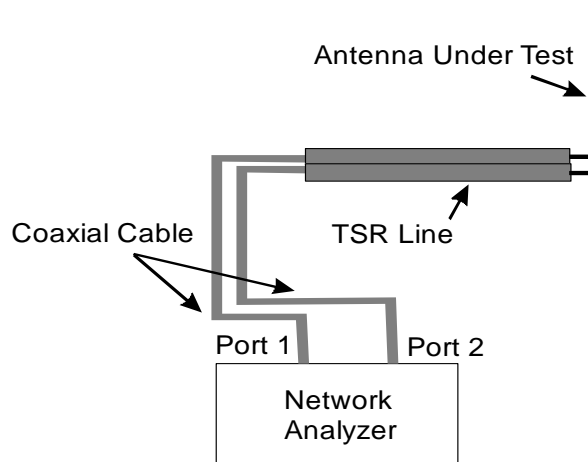 Antenna Under Test
Coaxial Cable
TSR Line
Port 1
Port 2
Network
Analyzer